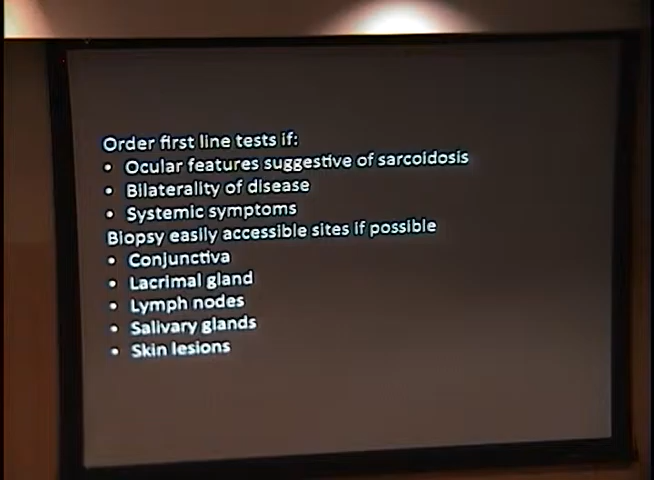 Order first line tests if:
• Ocular features suggestive of sarcoidosis
• Bilaterality of disease
• Systemic symptoms
Biopsy easily accessible sites if possible
• Conjunctiva
• Lacrimal gland
• Lymph nodes
• Salivary glands
• Skin lesions